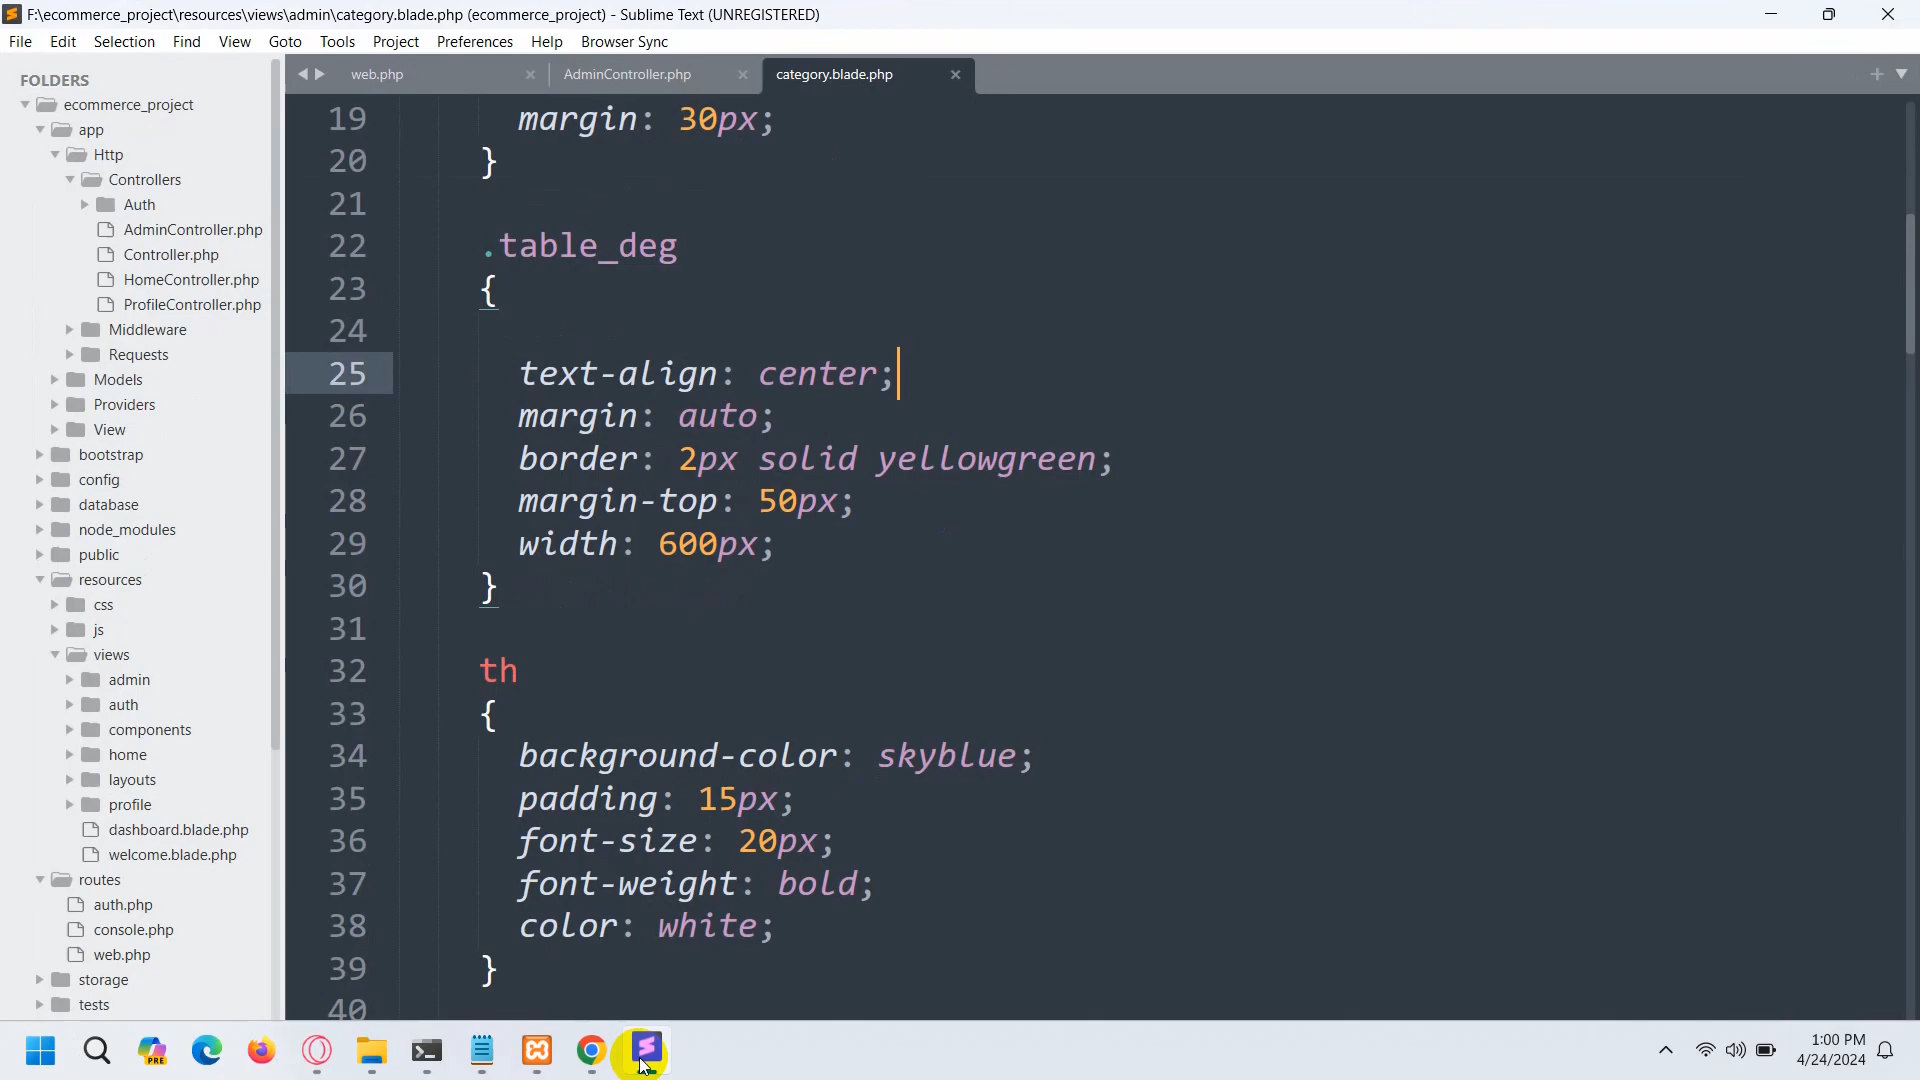 F:\ecommerce_project\resources\views\admin\category.blade.php (ecommerce_project) - Sublime Text (UNREGISTERED)
File Edit Selection Find View Goto Tools Project Preferences Help Browser Sync
FOLDERS
ecommerce_project
app
Http
Controllers
Auth
AdminController.php
Controller.php
HomeController.php
ProfileController.php
Middleware
Requests
Models
Providers
View
bootstrap
config
database
node_modules
public
resources
css
js
views
admin
auth
components
home
layouts
profile
dashboard.blade.php
welcome.blade.php
routes
auth.php
console.php
web.php
storage
tests
web.php AdminController.php category.blade.php
19 margin: 30px;
20 }
21
22 .table_deg
23 {
24
25 text-align: center;
26 margin: auto;
27 border: 2px solid yellowgreen;
28 margin-top: 50px;
29 width: 600px;
30 }
31
32 th
33 {
34 background-color: skyblue;
35 padding: 15px;
36 font-size: 20px;
37 font-weight: bold;
38 color: white;
39 }
40
PRE
1:00 PM
4/24/2024